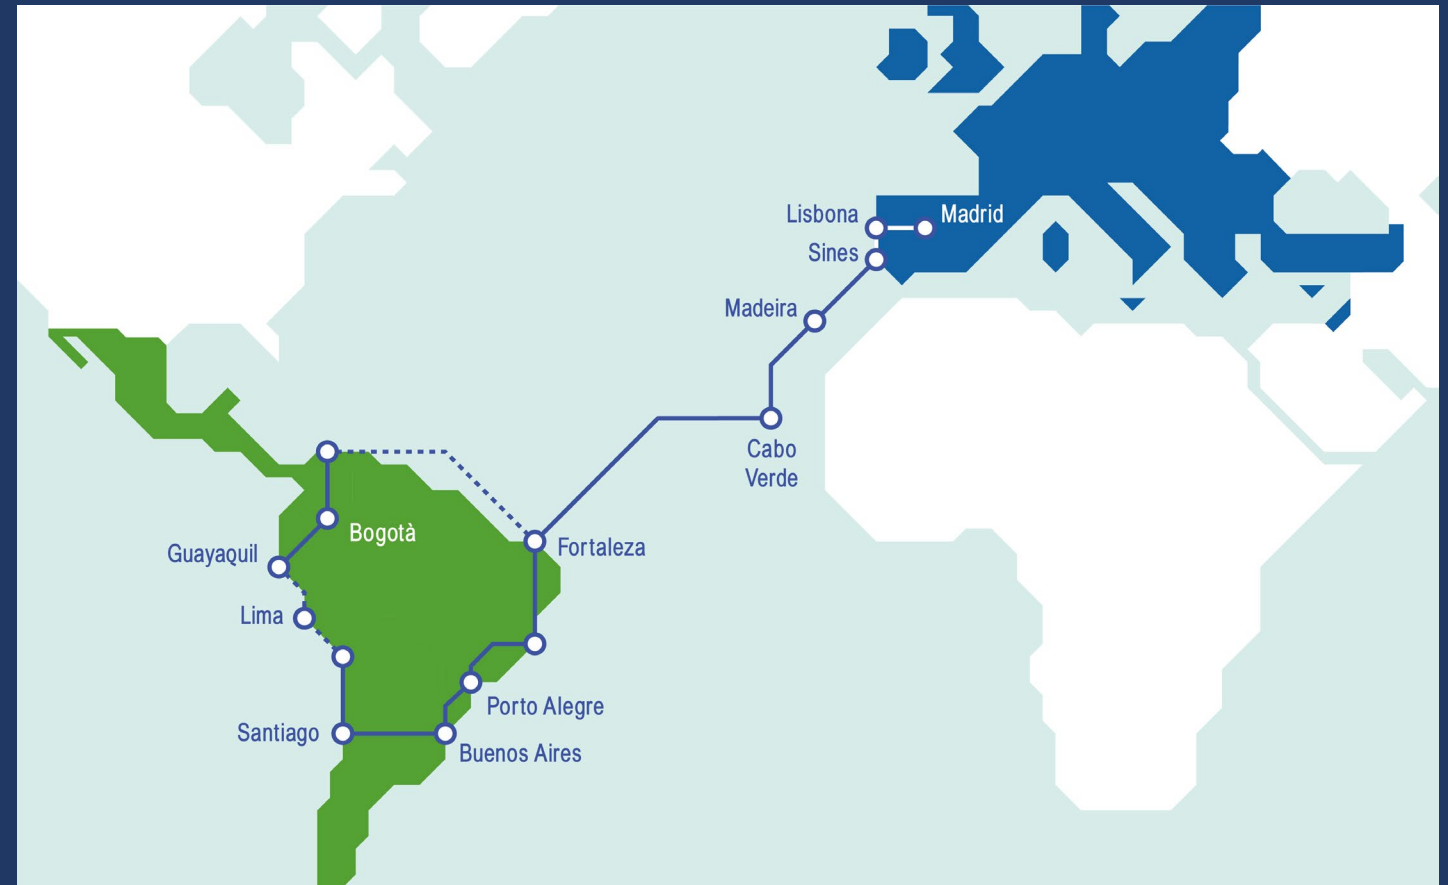 Lisbona
Madrid
Sines
Madeira
Cabo
Verde
Bogotà
Fortaleza
Guayaquil
Lima
Porto Alegre
Santiago
Buenos Aires